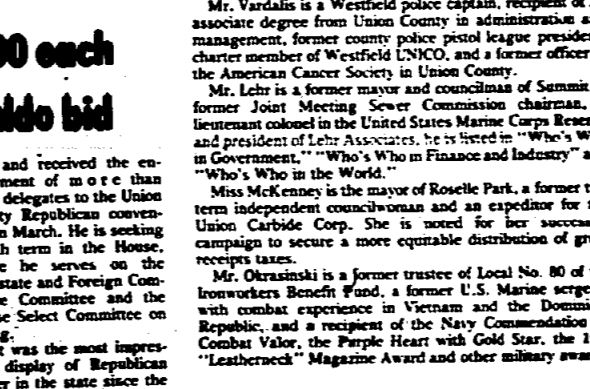 00 each
aldo bid
and received the en-
ment of more than
delegates to the Union
ty Republican conven-
n March. He is seeking
h term in the House,
e he serves on the
state and Foreign Com-
e Committee and the
se Select Committee on
g.
t was the most impres-
display of Republican
er in the state since the
Mr. Vardalis is a Westfield police captain, recipient of
associate degree from Union County in administration a
management, former county police pistol league preside
charter member of Westfield UNICO, and a former officer
the American Cancer Society in Union County.
Mr. Lehr is a former mayor and councilman of Summit
former Joint Meeting Sewer Commission chairman,
lieutenant colonel in the United States Marine Corps Reser
and president of Lehr Associates, he is listed in "Who's W
in Government," "Who's Who in Finance and Industry" a
"Who's Who in the World."
Miss McKenney is the mayor of Roselle Park, a former t
term independent councilwoman and an expeditor for t
Union Carbide Corp. She is noted for her success
campaign to secure a more equitable distribution of gr
receipts taxes.
Mr. Okrasinski is a former trustee of Local No. 80 of
Ironworkers Benefit Fund, a former U.S. Marine serge
with combat experience in Vietnam and the Domini
Republic, and a recipient of the Navy Commendation
Combat Valor, the Purple Heart with Gold Star, the 1
"Leatherneck" Magazine Award and other military awar